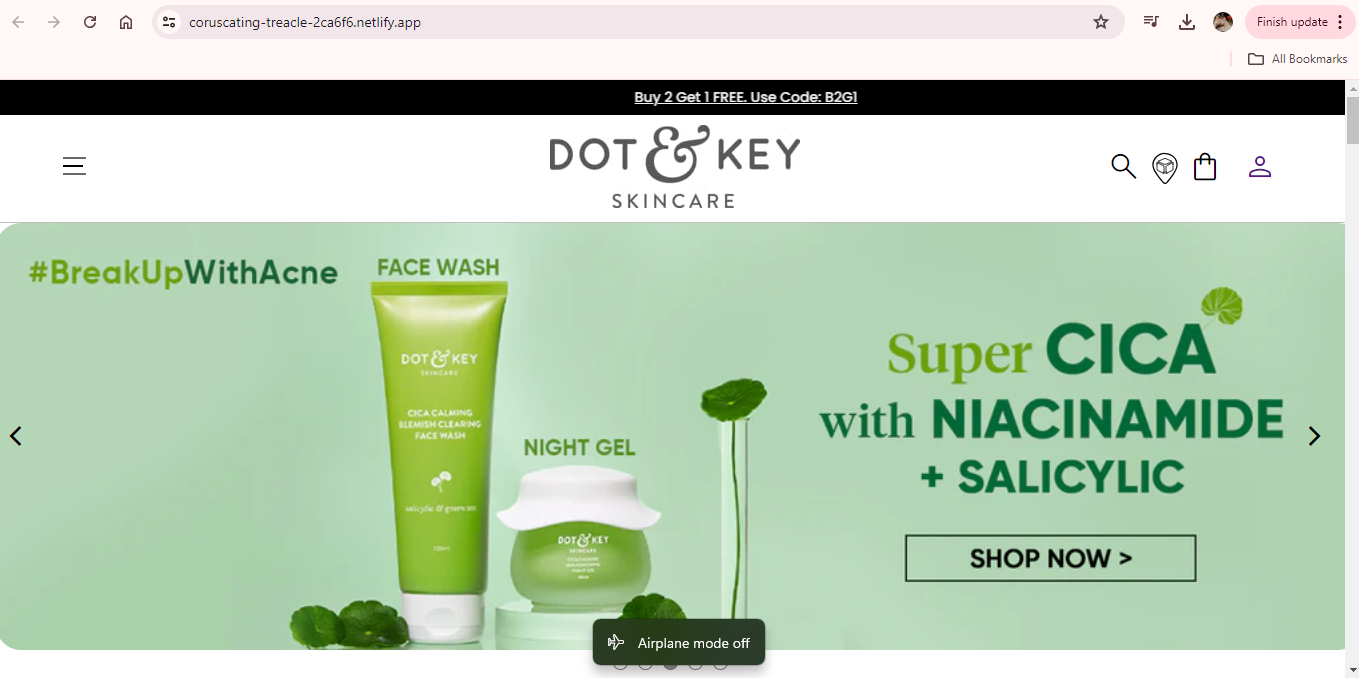 coruscating-treacle-2ca6f6.netlify.app
Finish update
All Bookmarks
Buy 2 Get 1 FREE. Use Code: B2G1
DOT & KEY
SKINCARE
#BreakUpWithAcne
FACE WASH
DOT & KEY
SKINCARE
CICA CALMING
BLEMISH CLEARING
FACE WASH
salicylic & green tea
NIGHT GEL
DOT & KEY
SKINCARE
Super CICA
with NIACINAMIDE
+ SALICYLIC
SHOP NOW >
Airplane mode off